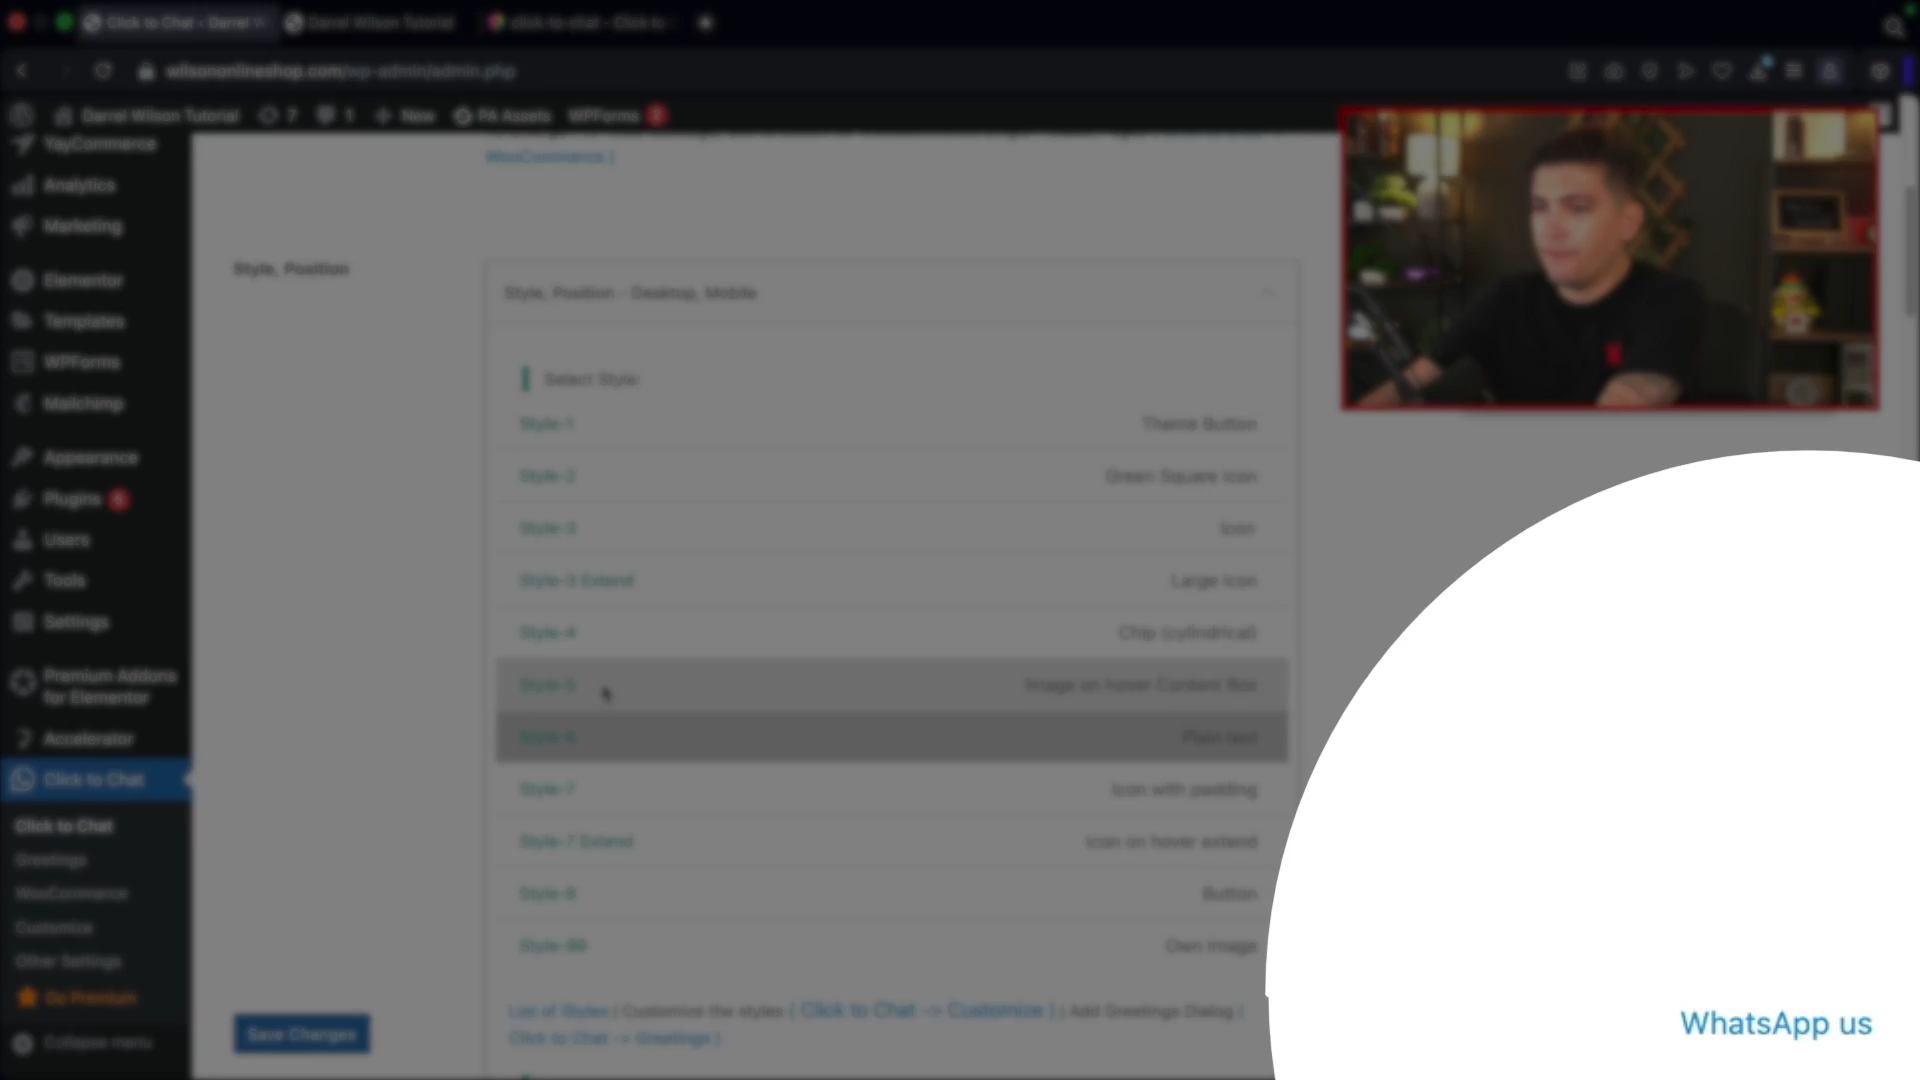 Click to Chat ‹ Darrel W
Darrel Wilson Tutorial
click-to-chat - Click to
wilsononlineshop.com/wp-admin/admin.php
Darrel Wilson Tutorial
7
1
New
PA Assets
WPForms
YayCommerce
Analytics
Marketing
Elementor
Templates
WPForms
Mailchimp
Appearance
Plugins 6
Users
Tools
Settings
Premium Addons
for Elementor
Accelerator
Click to Chat
Click to Chat
Greetings
WooCommerce
Customize
Other Settings
Go Premium
Collapse menu
WooCommerce )
Style, Position
Style, Position - Desktop, Mobile
Select Style:
Style-1 Theme Button
Style-2 Green Square Icon
Style-3 Icon
Style-3 Extend Large Icon
Style-4 Chip (cylindrical)
Style-5 Image on hover Content Box
Style-6 Plain text
Style-7 Icon with padding
Style-7 Extend Icon on hover extend
Style-8 Button
Style-99 Own Image
List of Styles | Customize the styles ( Click to Chat -> Customize ) | Add Greetings Dialog (
Click to Chat -> Greetings )
Save Changes
WhatsApp us